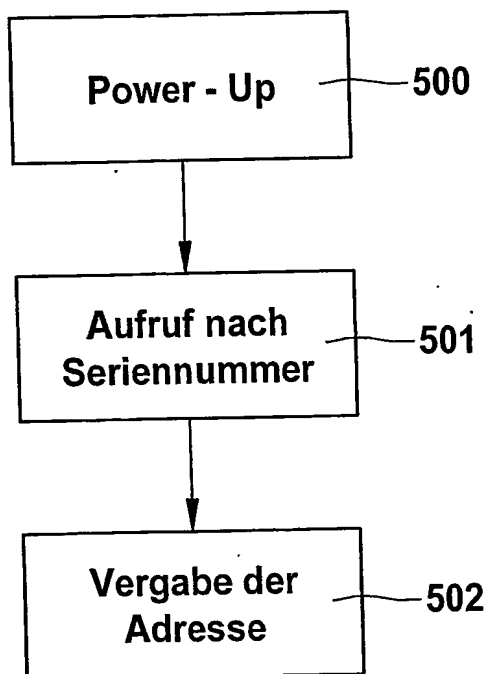 Power - Up
500
Aufruf nach
Seriennummer
501
Vergabe der
Adresse
502